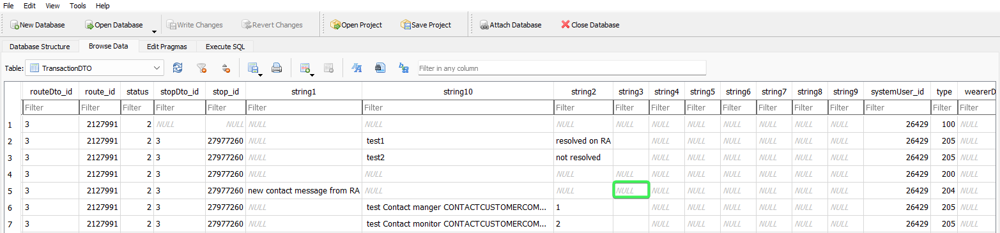 File Edit View Tools Help
New Database Open Database Write Changes Revert Changes Open Project Save Project Attach Database Close Database
Database Structure Browse Data Edit Pragmas Execute SQL
Table: TransactionDTO Filter in any column
routeDto_id route_id status stopDto_id stop_id string1 string10 string2 string3 string4 string5 string6 string7 string8 string9 systemUser_id type wearerD
Filter Filter Filter Filter Filter Filter Filter Filter Filter Filter Filter Filter Filter Filter Filter Filter Filter Filter
1 3 2127991 2 NULL NULL NULL NULL NULL NULL NULL NULL NULL NULL NULL NULL 26429 100 NULL
2 3 2127991 2 3 27977260 NULL test1 resolved on RA NULL NULL NULL NULL NULL NULL 26429 205 NULL
3 3 2127991 2 3 27977260 NULL test2 not resolved NULL NULL NULL NULL NULL NULL 26429 205 NULL
4 3 2127991 2 3 27977260 NULL NULL NULL NULL NULL NULL NULL NULL NULL NULL 26429 200 NULL
5 3 2127991 2 3 27977260 new contact message from RA NULL NULL NULL NULL NULL NULL NULL NULL NULL 26429 204 NULL
6 3 2127991 2 3 27977260 NULL test Contact manger CONTACTCUSTOMERCOM... 1 NULL NULL NULL NULL NULL NULL 26429 205 NULL
7 3 2127991 2 3 27977260 NULL test Contact monitor CONTACTCUSTOMERCOM... 2 NULL NULL NULL NULL NULL NULL 26429 205 NULL